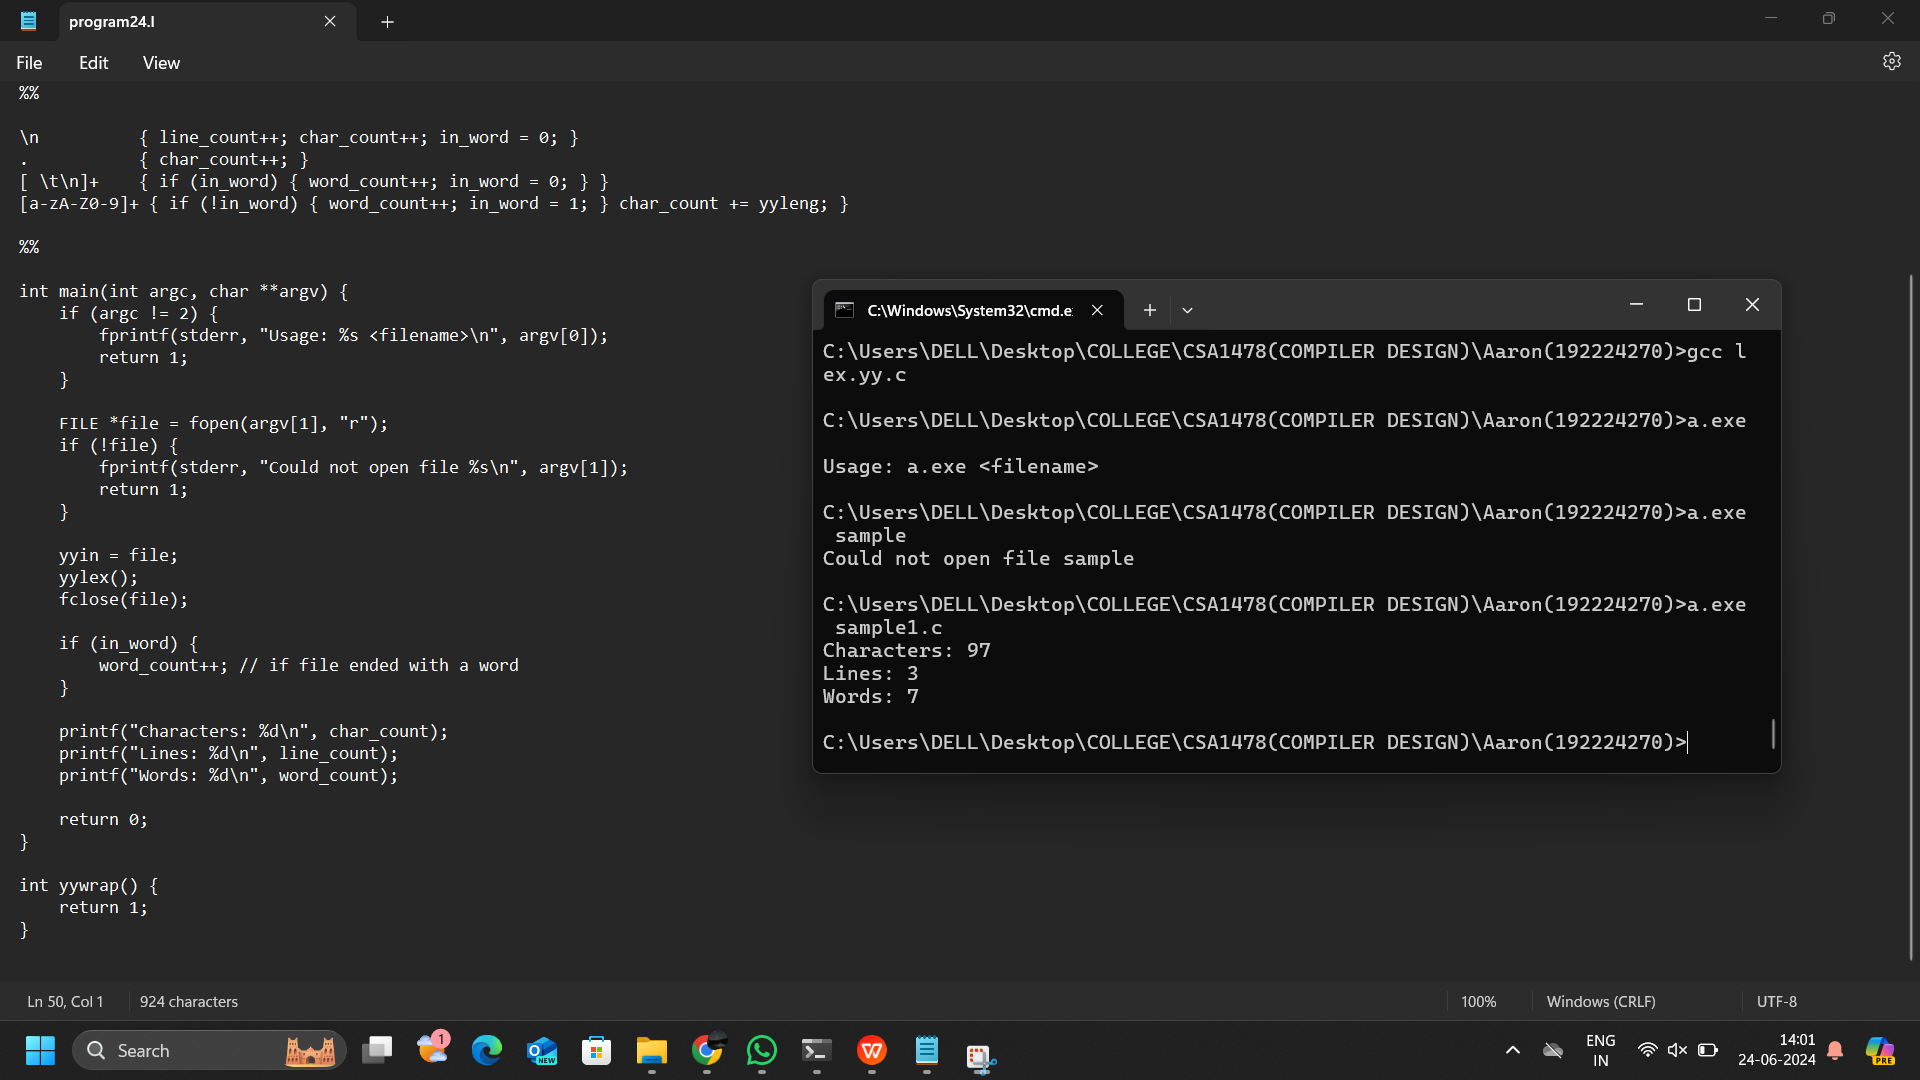 program24.l
File Edit View
%%
\n { line_count++; char_count++; in_word = 0; }
. { char_count++; }
[ \t\n]+ { if (in_word) { word_count++; in_word = 0; } }
[a-zA-Z0-9]+ { if (!in_word) { word_count++; in_word = 1; } char_count += yyleng; }
%%
int main(int argc, char **argv) {
if (argc != 2) {
fprintf(stderr, "Usage: %s <filename>\n", argv[0]);
return 1;
}
FILE *file = fopen(argv[1], "r");
if (!file) {
fprintf(stderr, "Could not open file %s\n", argv[1]);
return 1;
}
yyin = file;
yylex();
fclose(file);
if (in_word) {
word_count++; // if file ended with a word
}
printf("Characters: %d\n", char_count);
printf("Lines: %d\n", line_count);
printf("Words: %d\n", word_count);
return 0;
}
int yywrap() {
return 1;
}
C:\Windows\System32\cmd.e
C:\Users\DELL\Desktop\COLLEGE\CSA1478(COMPILER DESIGN)\Aaron(192224270)>gcc l
ex.yy.c
C:\Users\DELL\Desktop\COLLEGE\CSA1478(COMPILER DESIGN)\Aaron(192224270)>a.exe
Usage: a.exe <filename>
C:\Users\DELL\Desktop\COLLEGE\CSA1478(COMPILER DESIGN)\Aaron(192224270)>a.exe
sample
Could not open file sample
C:\Users\DELL\Desktop\COLLEGE\CSA1478(COMPILER DESIGN)\Aaron(192224270)>a.exe
sample1.c
Characters: 97
Lines: 3
Words: 7
C:\Users\DELL\Desktop\COLLEGE\CSA1478(COMPILER DESIGN)\Aaron(192224270)>
Ln 50, Col 1 924 characters 100% Windows (CRLF) UTF-8
Search
1
NEW
W
ENG
IN
14:01
24-06-2024
PRE